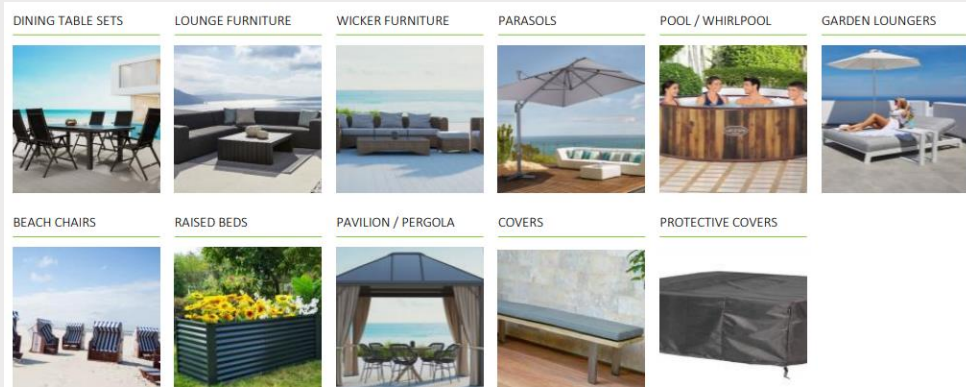 DINING TABLE SETS
LOUNGE FURNITURE
WICKER FURNITURE
PARASOLS
POOL / WHIRLPOOL
GARDEN LOUNGERS
BEACH CHAIRS
RAISED BEDS
PAVILION / PERGOLA
COVERS
PROTECTIVE COVERS